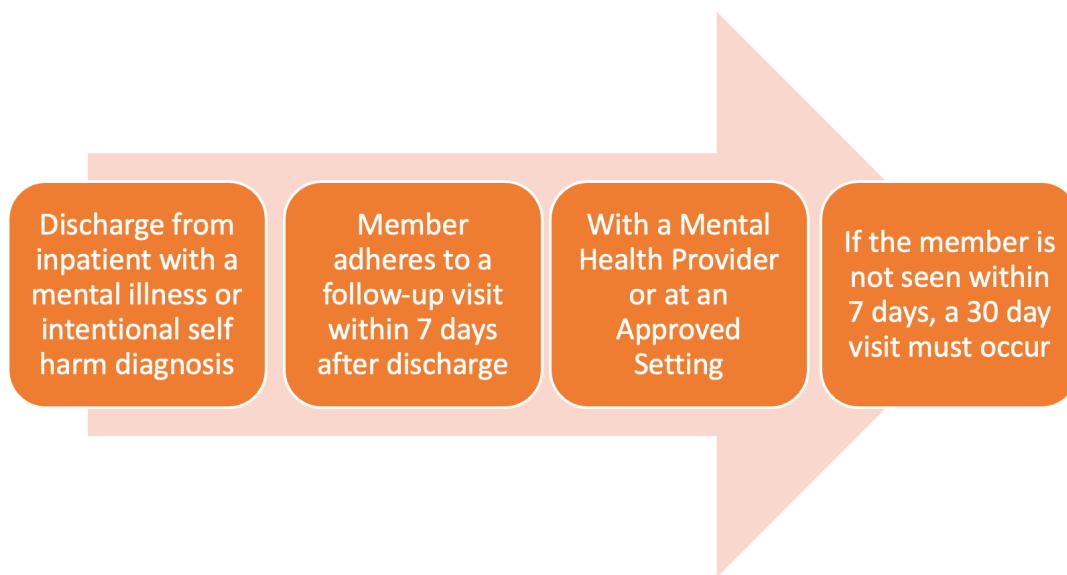 Discharge from
inpatient with a
mental illness or
intentional self
harm diagnosis
Member
adheres to a
follow-up visit
within 7 days
after discharge
With a Mental
Health Provider
or at an
Approved
Setting
If the member is
not seen within
7 days, a 30 day
visit must occur